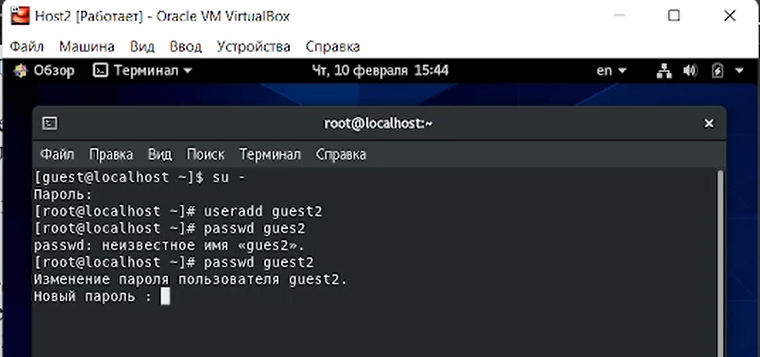 Host2 [Работает] - Oracle VM VirtualBox
Файл Машина Вид Ввод Устройства Справка
Обзор Терминал Чт, 10 февраля 15:44 en
root@localhost:~
Файл Правка Вид Поиск Терминал Справка
[guest@localhost ~]$ su -
Пароль:
[root@localhost ~]# useradd guest2
[root@localhost ~]# passwd gues2
passwd: неизвестное имя «gues2».
[root@localhost ~]# passwd guest2
Изменение пароля пользователя guest2.
Новый пароль :